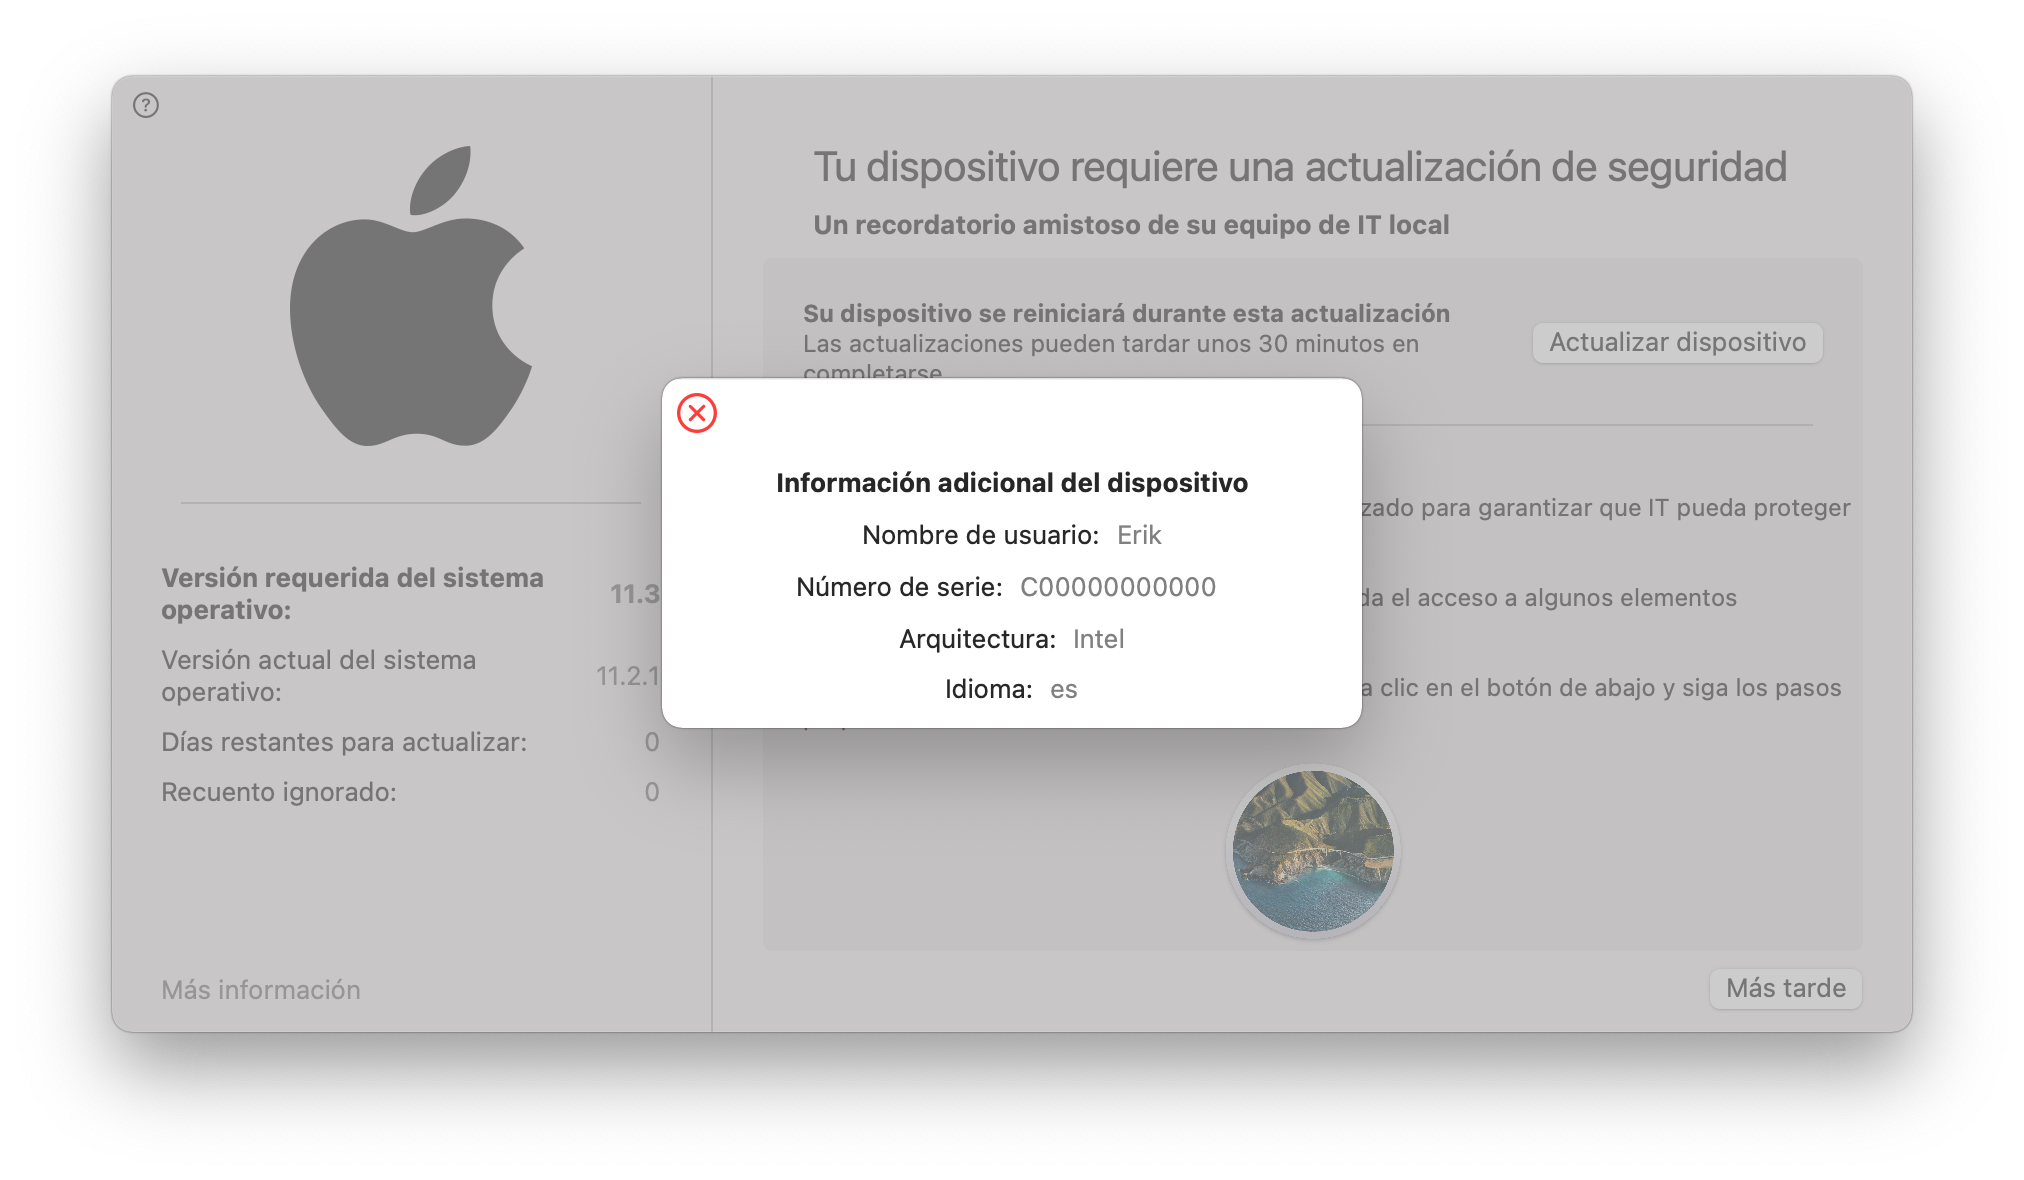 ?
Tu dispositivo requiere una actualización de seguridad
Un recordatorio amistoso de su equipo de IT local
Su dispositivo se reiniciará durante esta actualización
Las actualizaciones pueden tardar unos 30 minutos en
completarse
Actualizar dispositivo
Información adicional del dispositivo
Nombre de usuario: Erik
Número de serie: C00000000000
Arquitectura: Intel
Idioma: es
para garantizar que IT pueda proteger
el acceso a algunos elementos
clic en el botón de abajo y siga los pasos
Versión requerida del sistema
operativo:
11.3
Versión actual del sistema
operativo:
11.2.1
Días restantes para actualizar: 0
Recuento ignorado: 0
Más información
Más tarde